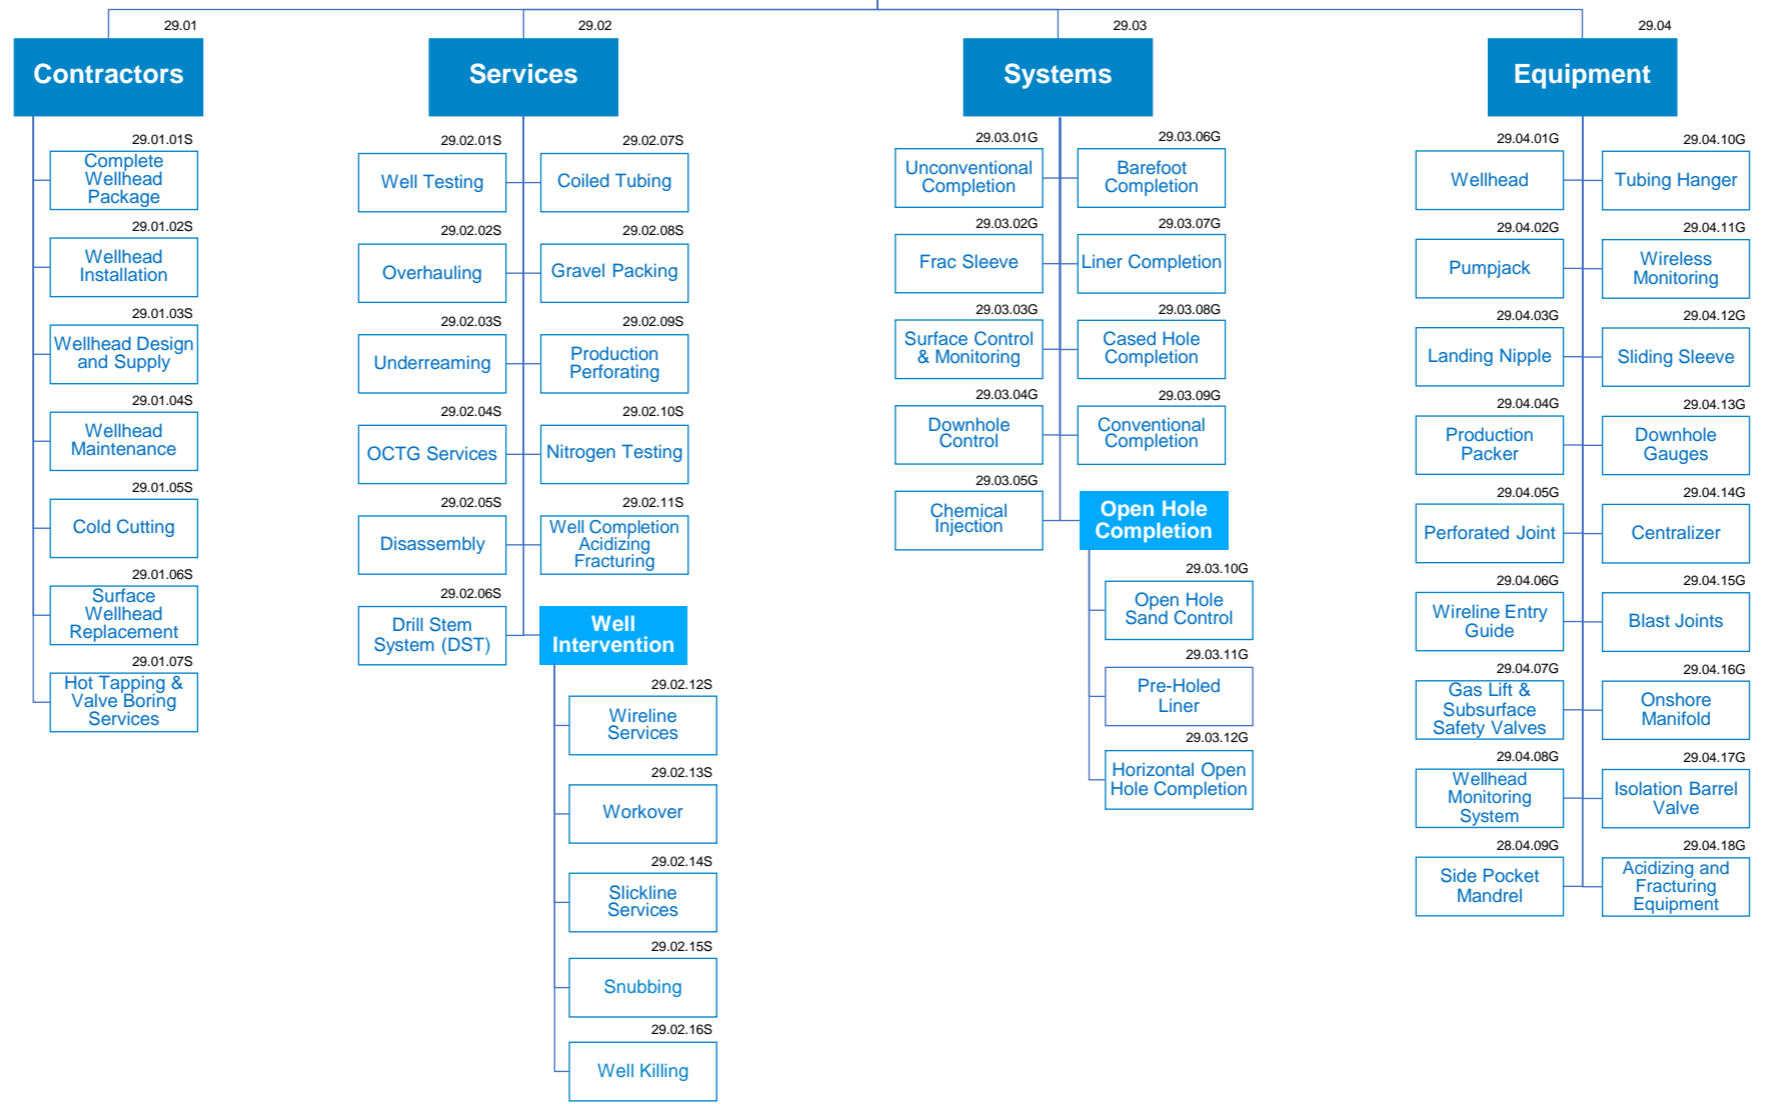 29.01
Contractors
29.01.01S
Complete
Wellhead
Package
29.01.02S
Wellhead
Installation
29.01.03S
Wellhead Design
and Supply
29.01.04S
Wellhead
Maintenance
29.01.05S
Cold Cutting
29.01.06S
Surface
Wellhead
Replacement
29.01.07S
Hot Tapping &
Valve Boring
Services
29.02
Services
29.02.01S
Well Testing
29.02.02S
Overhauling
29.02.03S
Underreaming
29.02.04S
OCTG Services
29.02.05S
Disassembly
29.02.06S
Drill Stem
System (DST)
29.02.07S
Coiled Tubing
29.02.08S
Gravel Packing
29.02.09S
Production
Perforating
29.02.10S
Nitrogen Testing
29.02.11S
Well Completion
Acidizing
Fracturing
Well
Intervention
29.02.12S
Wireline
Services
29.02.13S
Workover
29.02.14S
Slickline
Services
29.02.15S
Snubbing
29.02.16S
Well Killing
29.03
Systems
29.03.01G
Unconventional
Completion
29.03.02G
Frac Sleeve
29.03.03G
Surface Control
& Monitoring
29.03.04G
Downhole
Control
29.03.05G
Chemical
Injection
29.03.06G
Barefoot
Completion
29.03.07G
Liner Completion
29.03.08G
Cased Hole
Completion
29.03.09G
Conventional
Completion
Open Hole
Completion
29.03.10G
Open Hole
Sand Control
29.03.11G
Pre-Holed
Liner
29.03.12G
Horizontal Open
Hole Completion
29.04
Equipment
29.04.01G
Wellhead
29.04.02G
Pumpjack
29.04.03G
Landing Nipple
29.04.04G
Production
Packer
29.04.05G
Perforated Joint
29.04.06G
Wireline Entry
Guide
29.04.07G
Gas Lift &
Subsurface
Safety Valves
29.04.08G
Wellhead
Monitoring
System
28.04.09G
Side Pocket
Mandrel
29.04.10G
Tubing Hanger
29.04.11G
Wireless
Monitoring
29.04.12G
Sliding Sleeve
29.04.13G
Downhole
Gauges
29.04.14G
Centralizer
29.04.15G
Blast Joints
29.04.16G
Onshore
Manifold
29.04.17G
Isolation Barrel
Valve
29.04.18G
Acidizing and
Fracturing
Equipment